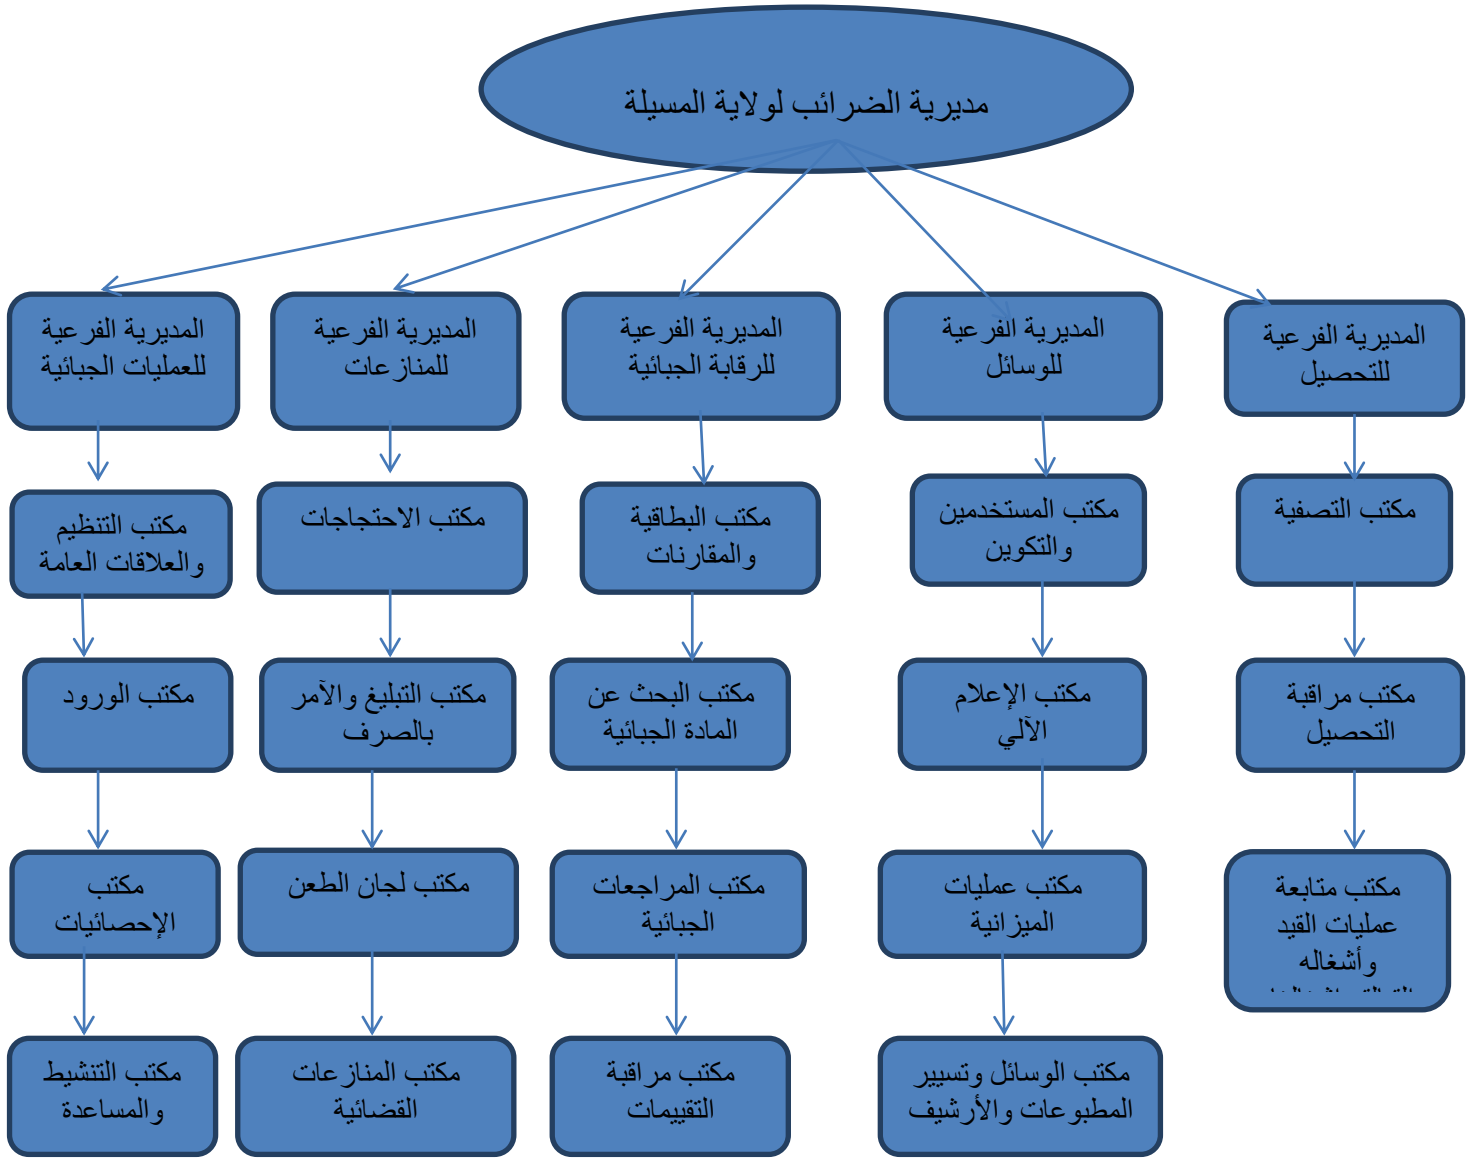 مديرية الضرائب لولاية المسيلة
المديرية الفرعية
للتحصيل
المديرية الفرعية
للوسائل
المديرية الفرعية
للرقابة الجبائية
المديرية الفرعية
للمنازعات
المديرية الفرعية
للعمليات الجبائية
مكتب التصفية
مكتب المستخدمين
والتكوين
مكتب البطاقية
والمقارنات
مكتب الاحتجاجات
مكتب التنظيم
والعلاقات العامة
مكتب مراقبة
التحصيل
مكتب الإعلام
الآلي
مكتب البحث عن
المادة الجبائية
مكتب التبليغ والآمر
بالصرف
مكتب الورود
مكتب متابعة
عمليات القيد
وأشغاله
مكتب عمليات
الميزانية
مكتب المراجعات
الجبائية
مكتب لجان الطعن
مكتب
الإحصائيات
مكتب الوسائل وتسيير
المطبوعات والأرشيف
مكتب مراقبة
التقييمات
مكتب المنازعات
القضائية
مكتب التنشيط
والمساعدة